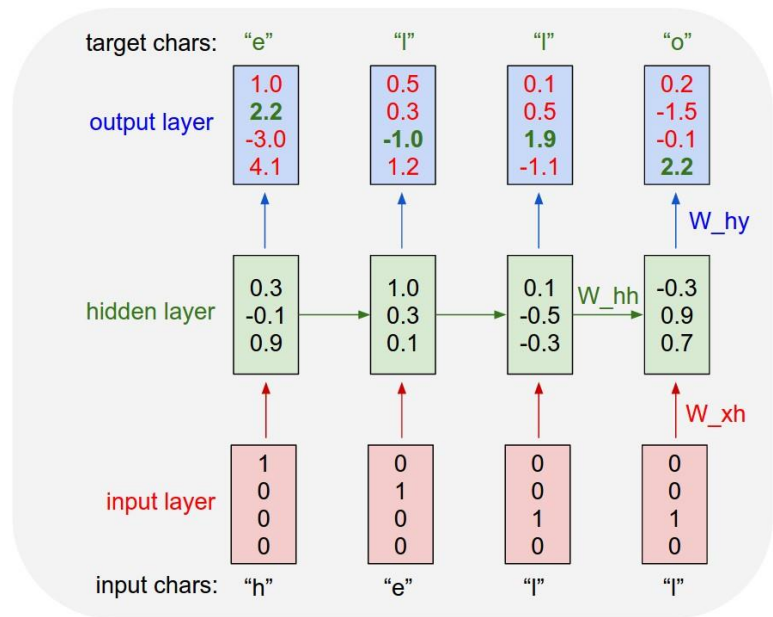 target chars: “e” “l” “l” “o”
1.0 0.5 0.1 0.2
2.2 0.3 0.5 -1.5
output layer -3.0 -1.0 1.9 -0.1
4.1 1.2 -1.1 2.2
W_hy
0.3 1.0 0.1 -0.3
hidden layer -0.1 0.3 -0.5 W_hh 0.9
0.9 0.1 -0.3 0.7
W_xh
1 0 0 0
0 1 0 0
input layer 0 0 1 1
0 0 0 0
input chars: “h” “e” “l” “l”